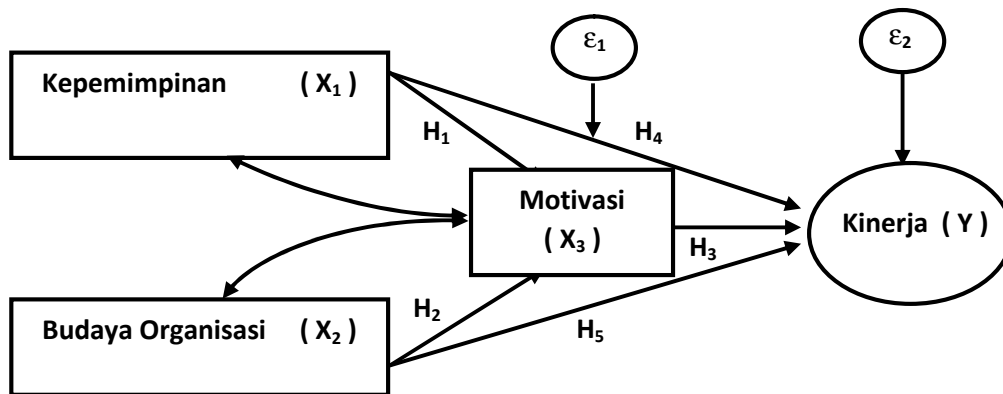 ε₁
ε₂
Kepemimpinan ( X₁ )
H₁
H₄
Motivasi
( X₃ )
Kinerja ( Y )
H₃
H₂
Budaya Organisasi ( X₂ )
H₅